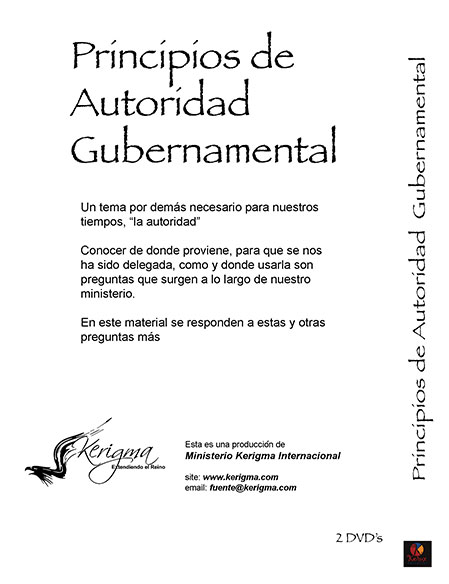 Principios de
Autoridad
Gubernamental
Un tema por demás necesario para nuestros
tiempos, “la autoridad”
Conocer de donde proviene, para que se nos
ha sido delegada, como y donde usarla son
preguntas que surgen a lo largo de nuestro
ministerio.
En este material se responden a estas y otras
preguntas más
Kerigma
Extendiendo el Reino
Esta es una producción de
Ministerio Kerigma Internacional
site: www.kerigma.com
email: fuente@kerigma.com
2 DVD's
Principios de Autoridad Gubernamental